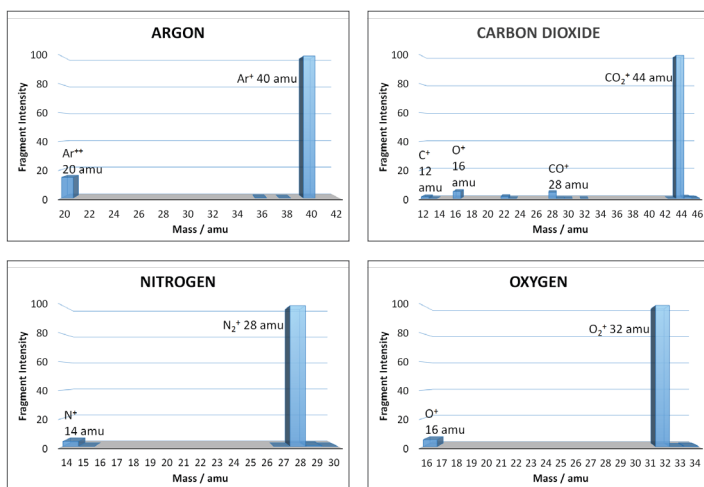 ARGON
100
80
60
40
20
0
Fragment Intensity
Ar⁺ 40 amu
Ar⁺⁺
20 amu
20 22 24 26 28 30 32 34 36 38 40 42
Mass / amu
CARBON DIOXIDE
100
80
60
40
20
0
Fragment Intensity
CO₂⁺ 44 amu
C⁺
12
amu
O⁺
16
amu
CO⁺
28 amu
12 14 16 18 20 22 24 26 28 30 32 34 36 38 40 42 44 46
Mass / amu
NITROGEN
100
80
60
40
20
0
Fragment Intensity
N₂⁺ 28 amu
N⁺
14 amu
14 15 16 17 18 19 20 21 22 23 24 25 26 27 28 29 30
Mass / amu
OXYGEN
100
80
60
40
20
0
Fragment Intensity
O₂⁺ 32 amu
O⁺
16 amu
16 17 18 19 20 21 22 23 24 25 26 27 28 29 30 31 32 33 34
Mass / amu